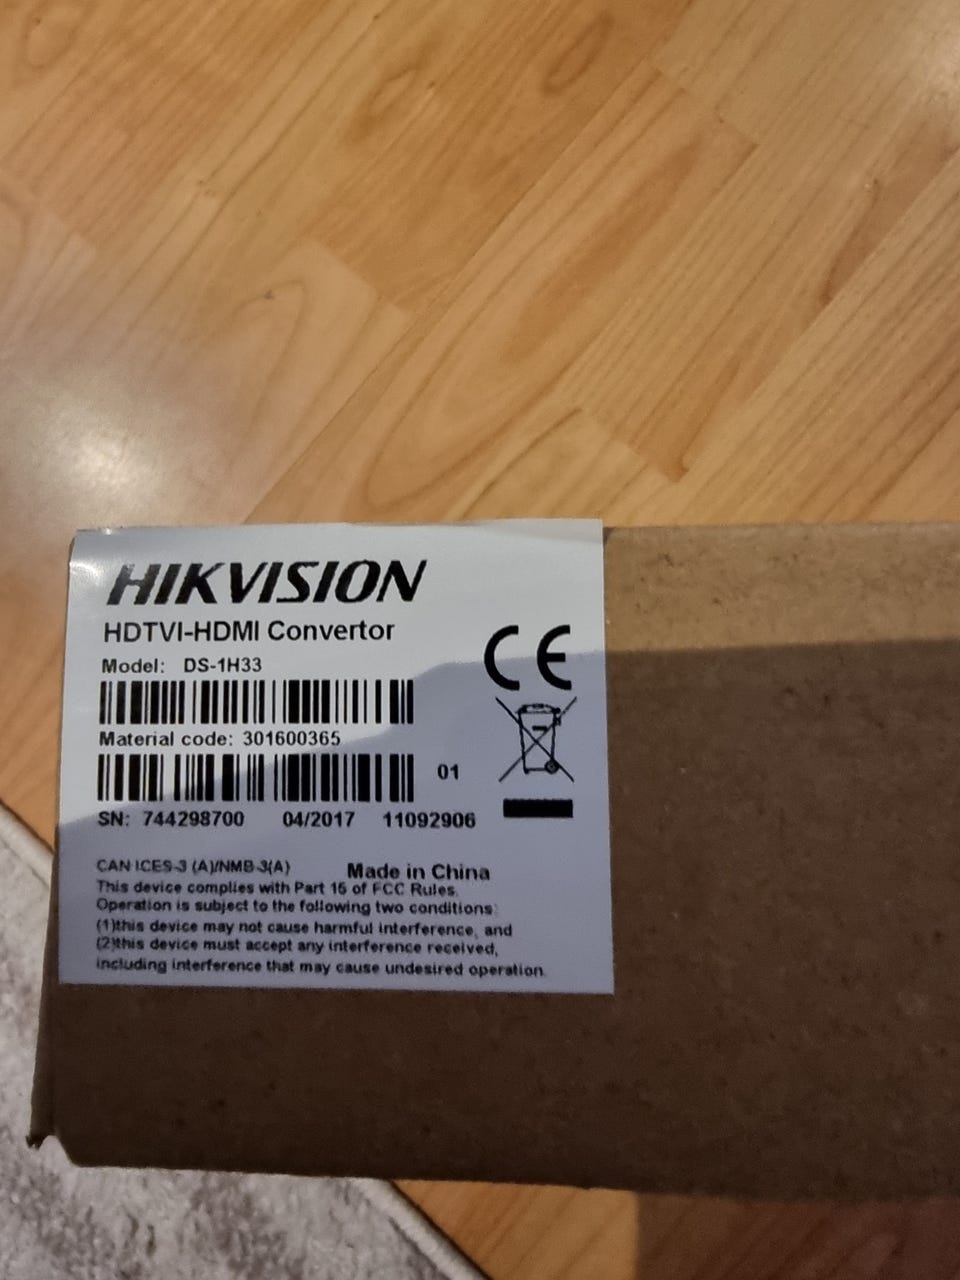 HIKVISION
HDTVI-HDMI Convertor
Model: DS-1H33
CE
Material code: 301600365
01
SN: 744298700 04/2017 11092906
CAN ICES-3 (A)/NMB-3(A) Made in China
This device complies with Part 15 of FCC Rules.
Operation is subject to the following two conditions:
(1)this device may not cause harmful interference, and
(2)this device must accept any interference received,
including interference that may cause undesired operation.